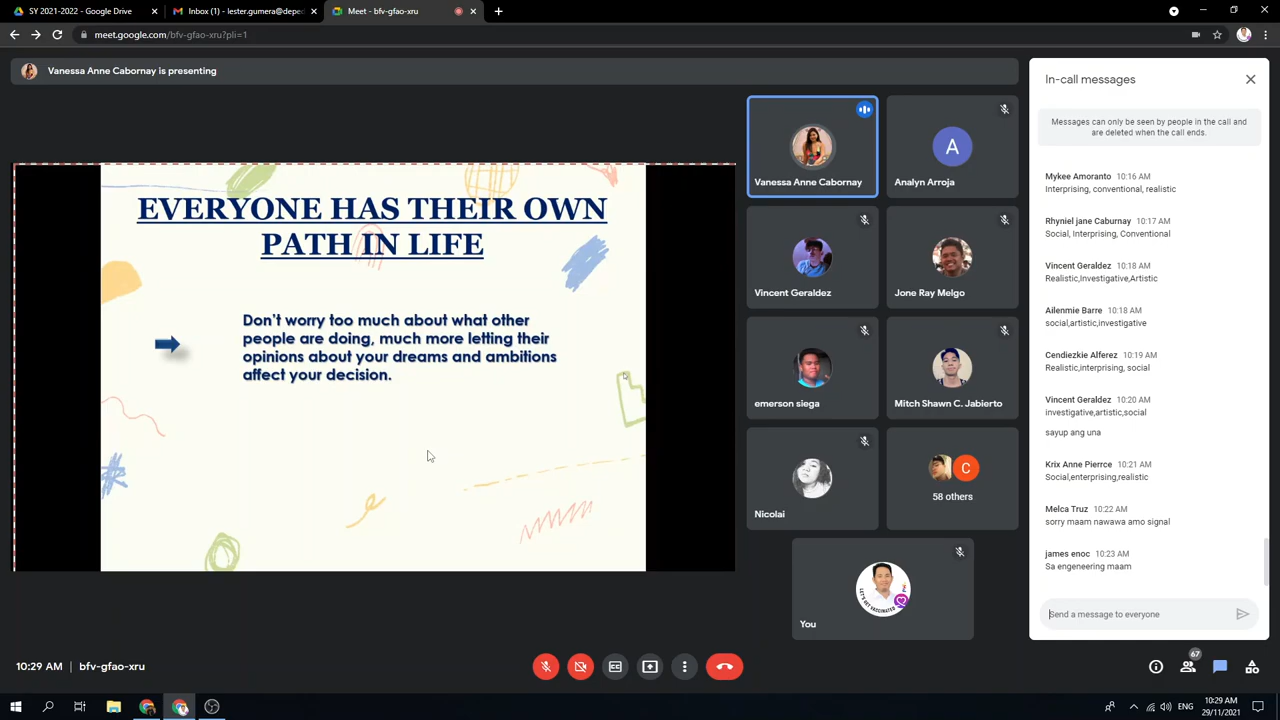 SY 2021-2022 - Google Drive
Inbox (1) - lester.gumera@deped
Meet - bfv-gfao-xru
meet.google.com/bfv-gfao-xru?pli=1
Vanessa Anne Cabornay is presenting
EVERYONE HAS THEIR OWN
PATH IN LIFE
Don't worry too much about what other
people are doing, much more letting their
opinions about your dreams and ambitions
affect your decision.
Vanessa Anne Cabornay
A
Analyn Arroja
Vincent Geraldez
Jone Ray Melgo
emerson siega
Mitch Shawn C. Jabierto
Nicolai
C
58 others
You
In-call messages
Messages can only be seen by people in the call and
are deleted when the call ends.
Mykee Amoranto 10:16 AM
Interprising, conventional, realistic
Rhyniel jane Caburnay 10:17 AM
Social, Interprising, Conventional
Vincent Geraldez 10:18 AM
Realistic,Investigative,Artistic
Ailenmie Barre 10:18 AM
social,artistic,investigative
Cendiezkie Alferez 10:19 AM
Realistic,interprising, social
Vincent Geraldez 10:20 AM
investigative,artistic,social
sayup ang una
Krix Anne Pierrce 10:21 AM
Social,enterprising,realistic
Melca Truz 10:22 AM
sorry maam nawawa amo signal
james enoc 10:23 AM
Sa engeneering maam
Send a message to everyone
10:29 AM | bfv-gfao-xru
67
ENG
10:29 AM
29/11/2021